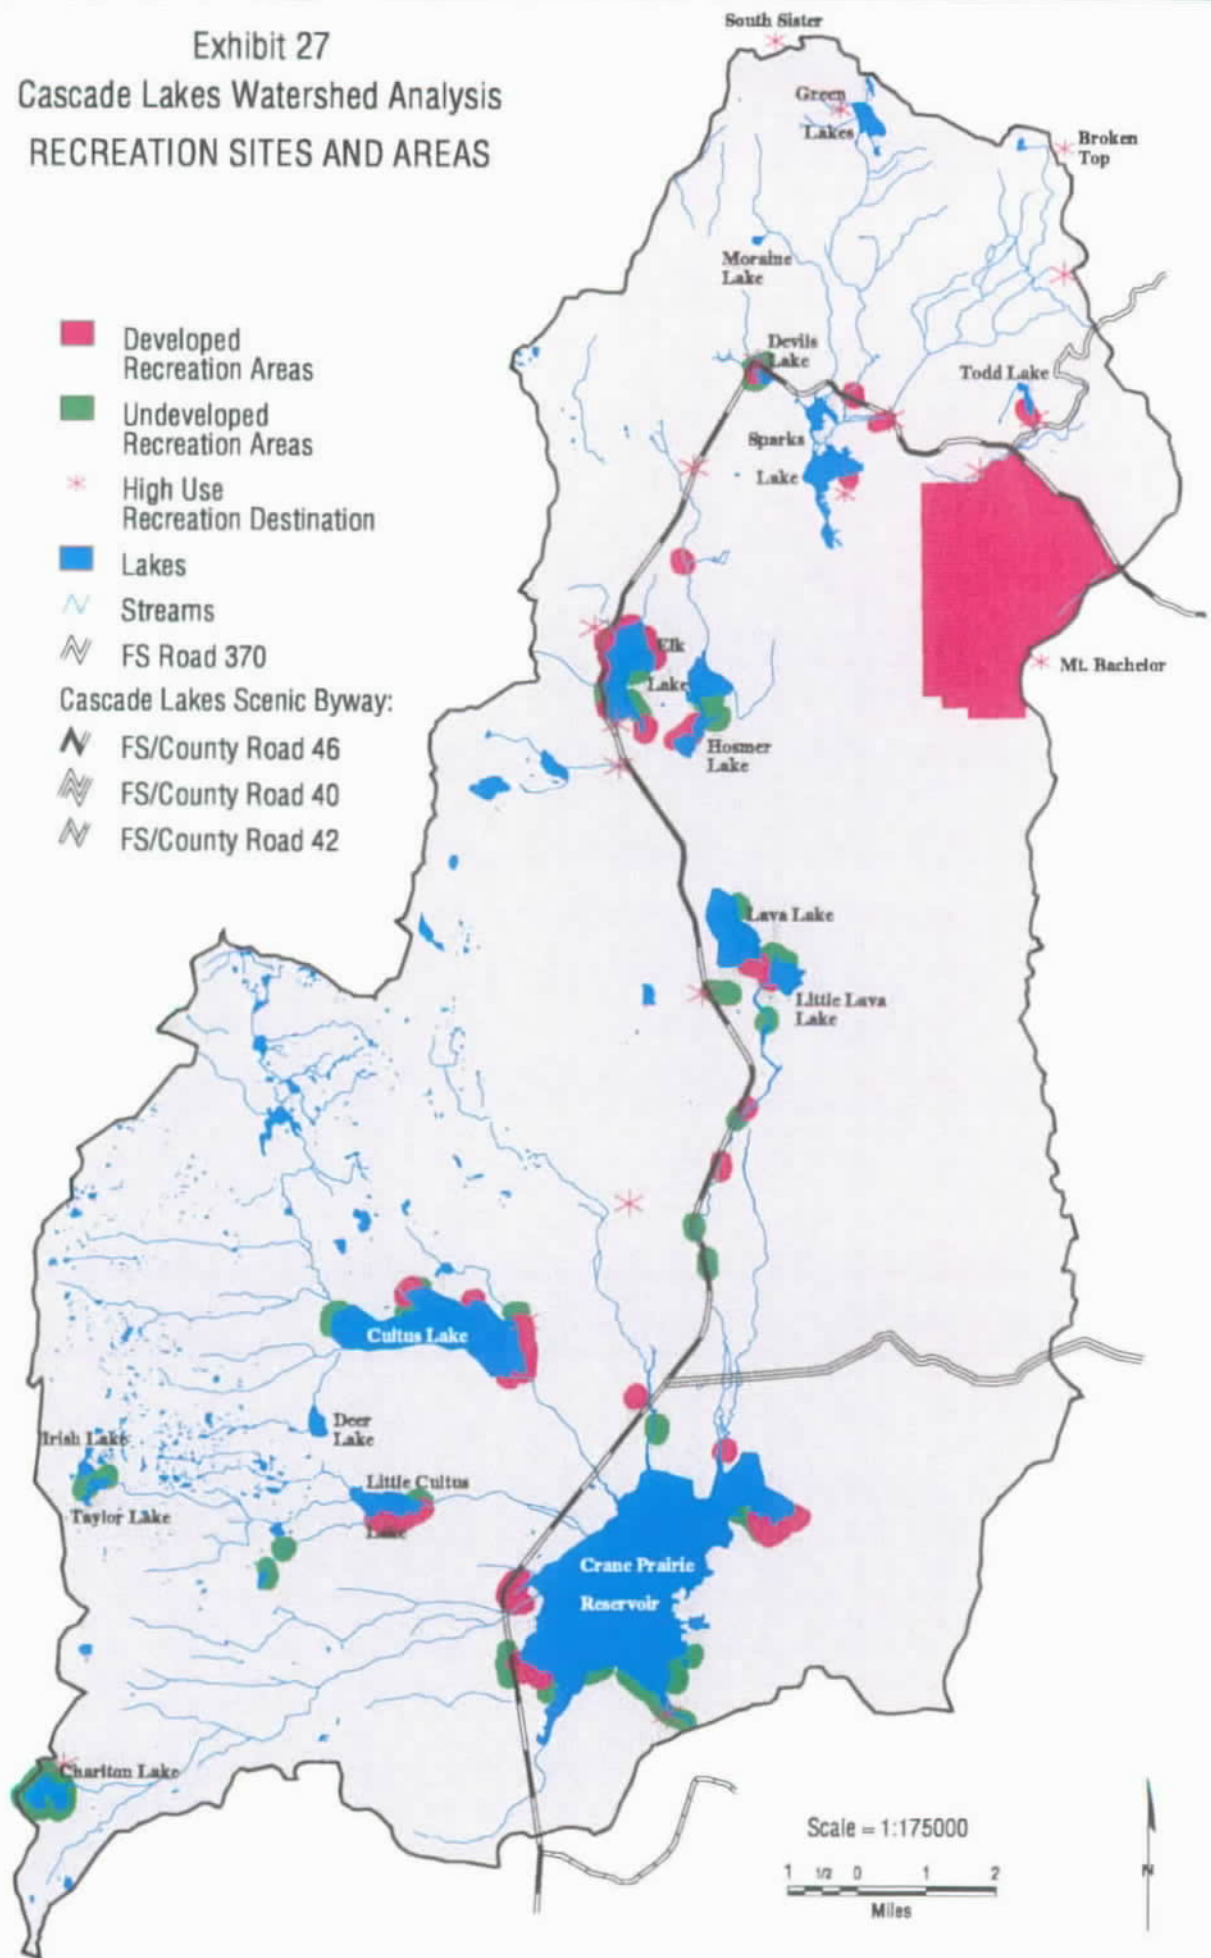 Exhibit 27
Cascade Lakes Watershed Analysis
RECREATION SITES AND AREAS
Developed
Recreation Areas
Undeveloped
Recreation Areas
High Use
Recreation Destination
Lakes
Streams
FS Road 370
Cascade Lakes Scenic Byway:
FS/County Road 46
FS/County Road 40
FS/County Road 42
South Sister
Green
Lakes
Broken
Top
Moraine
Lake
Devils
Lake
Todd Lake
Sparks
Lake
Mt. Bachelor
Elk
Lake
Hosmer
Lake
Lava Lake
Little Lava
Lake
Cultus Lake
Deer
Lake
Irish Lake
Taylor Lake
Little Cultus
Lake
Crane Prairie
Reservoir
Charlton Lake
Scale = 1:175000
1 1/2 0 1 2
Miles
N